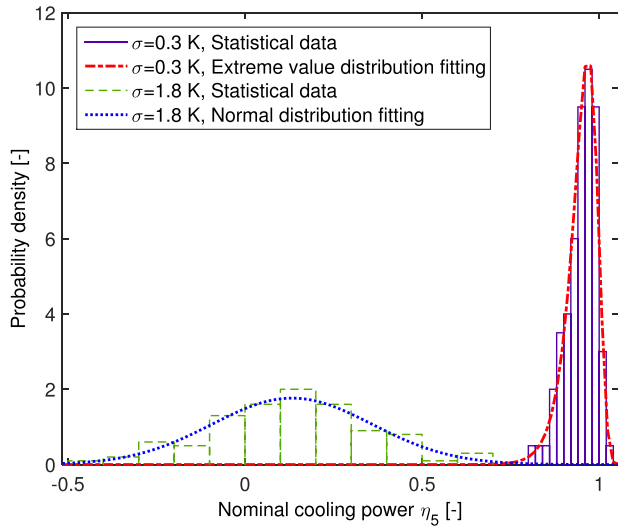 12
10
8
6
4
2
0
-0.5
0
0.5
1
Probability density [-]
Nominal cooling power η5 [-]
σ=0.3 K, Statistical data
σ=0.3 K, Extreme value distribution fitting
σ=1.8 K, Statistical data
σ=1.8 K, Normal distribution fitting